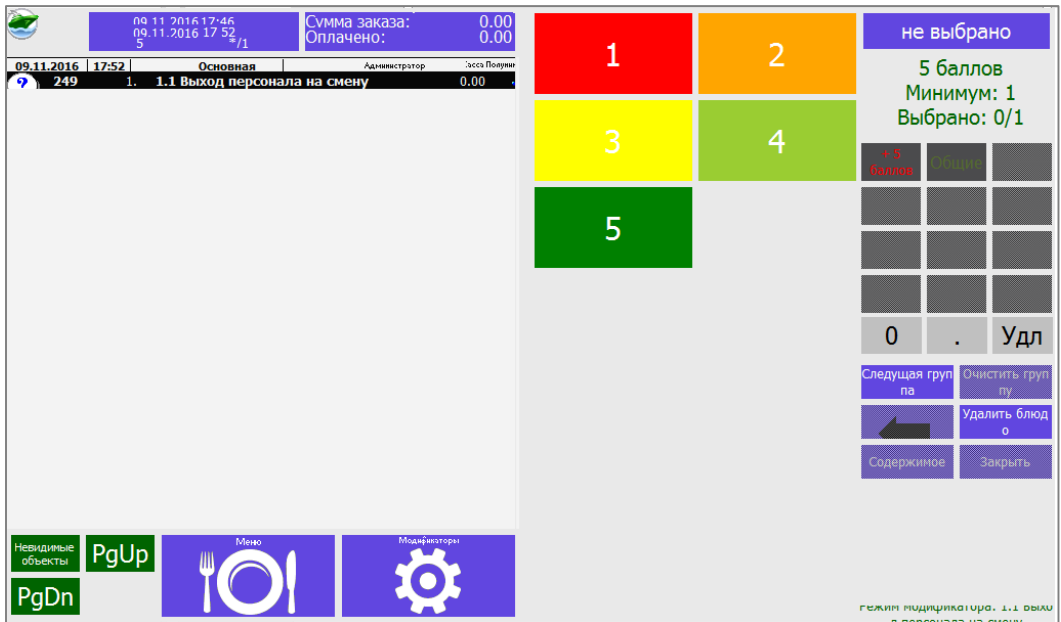 09.11.2016 17:46
09.11.2016 17 52
5 */1
Сумма заказа: 0.00
Оплачено: 0.00
09.11.2016 17:52 Основная Администратор
? 249 1. 1.1 Выход персонала на смену 0.00
1 2
3 4
5
не выбрано
5 баллов
Минимум: 1
Выбрано: 0/1
+5
баллов
Общие
0 . Удл
Следущая груп
па
Очистить груп
пу
Удалить блюд
о
Содержимое Закрыть
Невидимые
объекты
PgUp
PgDn
Меню
Модификаторы
Режим модификатора: 1.1 Выхо
д персонала на смену